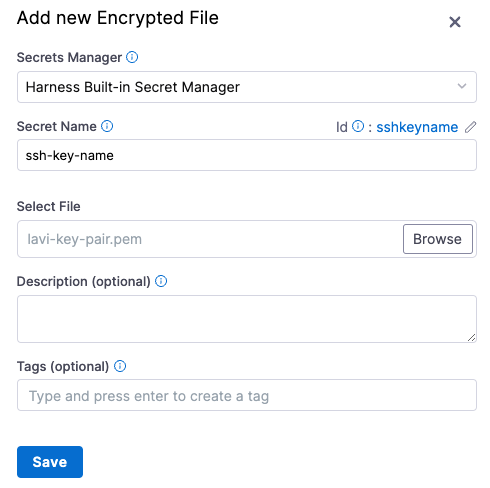 Add new Encrypted File
Secrets Manager
Harness Built-in Secret Manager
Secret Name Id : sshkeyname
ssh-key-name
Select File
lavi-key-pair.pem Browse
Description (optional)
Tags (optional)
Type and press enter to create a tag
Save